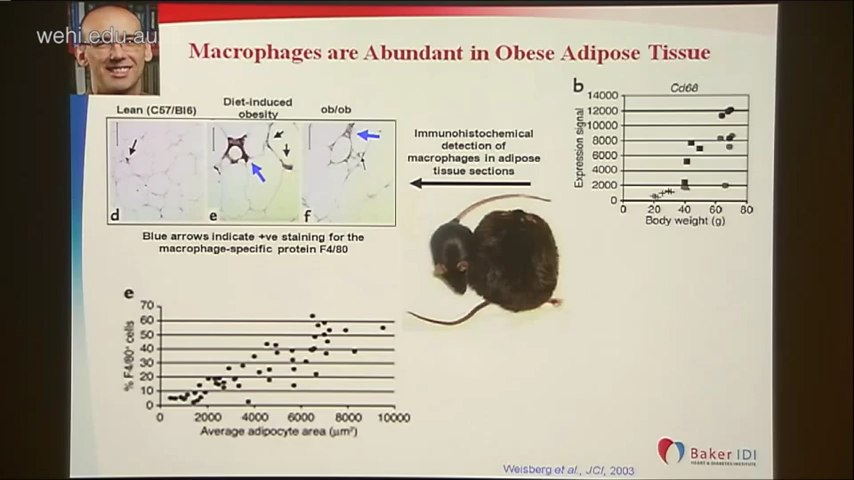 wehi.edu.au
Macrophages are Abundant in Obese Adipose Tissue
Lean (C57/Bl6)
Diet-induced
obesity
ob/ob
d
e
f
Blue arrows indicate +ve staining for the
macrophage-specific protein F4/80
Immunohistochemical
detection of
macrophages in adipose
tissue sections
b
Cd68
Expression signal
14000
12000
10000
8000
6000
4000
2000
0
0
20
40
60
80
Body weight (g)
e
% F4/80+ cells
70
60
50
40
30
20
10
0
0
2000
4000
6000
8000
10000
Average adipocyte area (μm²)
Weisberg et al., JCI, 2003
Baker IDI
HEART & DIABETES INSTITUTE